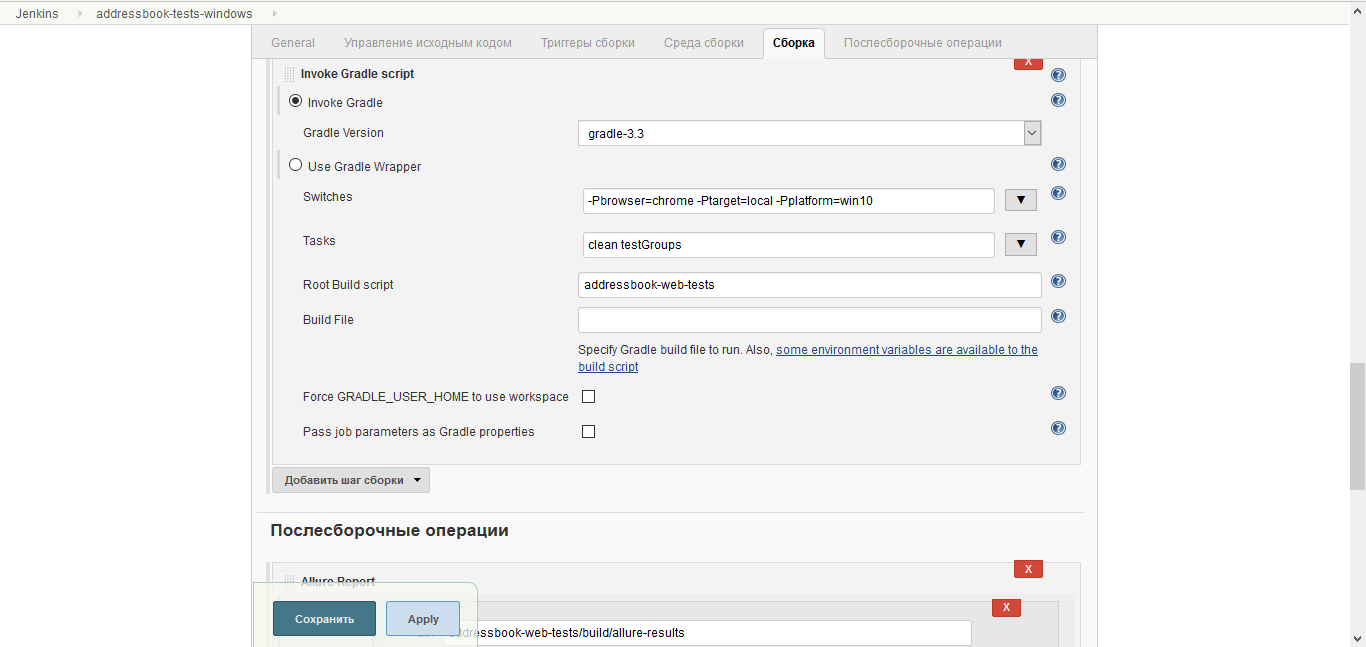 Jenkins addressbook-tests-windows
General Управление исходным кодом Триггеры сборки Среда сборки Сборка Послесборочные операции
Invoke Gradle script X
Invoke Gradle
Gradle Version gradle-3.3
Use Gradle Wrapper
Switches -Pbrowser=chrome -Ptarget=local -Pplatform=win10
Tasks clean testGroups
Root Build script addressbook-web-tests
Build File
Specify Gradle build file to run. Also, some environment variables are available to the
build script
Force GRADLE_USER_HOME to use workspace
Pass job parameters as Gradle properties
Добавить шаг сборки
Послесборочные операции
X
Allure Report
X
Сохранить Apply
addressbook-web-tests/build/allure-results